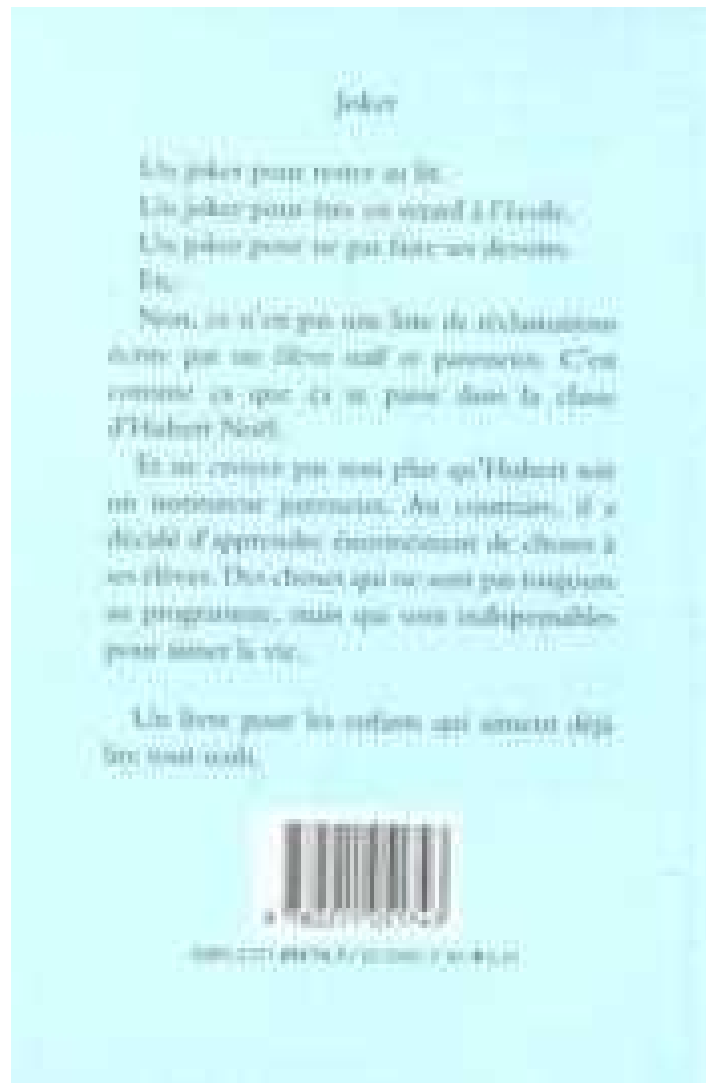 Joker
Un joker pour rester au lit.
Un joker pour être en retard à l'école.
Un joker pour ne pas faire ses devoirs.
Etc.
Non, ce n'est pas une liste de réclamations
écrite par un élève naïf et paresseux. C'est
comme ça que ça se passe dans la classe
d'Hubert Noël.
Et ne croyez pas non plus qu'Hubert soit
un instituteur paresseux. Au contraire, il a
décidé d'apprendre énormément de choses à
ses élèves. Des choses qui ne sont pas toujours
au programme, mais qui sont indispensables
pour aimer la vie.
Un livre pour les enfants qui aiment déjà
lire tout seuls.